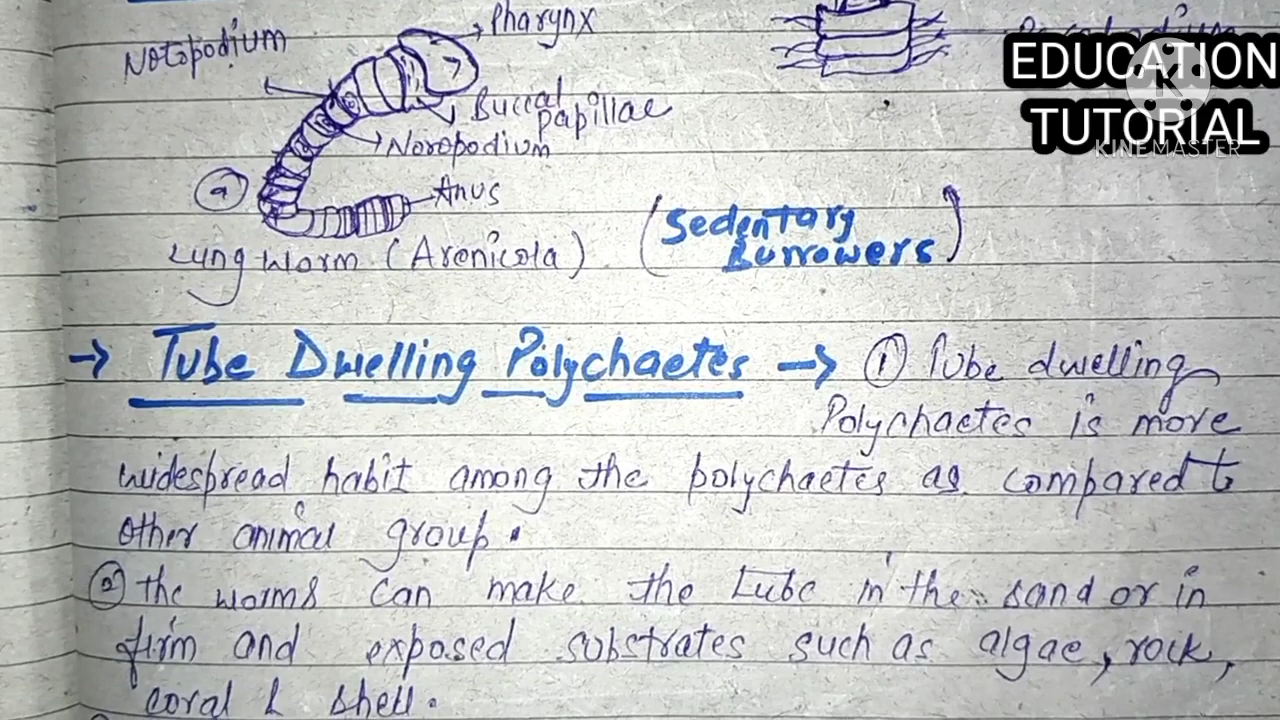 Pharynx
Notopodium
EDUCATION
TUTORIAL
KINEMASTER
K
Buccal
papillae
Noropodium
Anus
(a)
Lung worm (Arenicola)
(Sedentary
Burrowers)
→ Tube Dwelling Polychaetes → ① Tube dwelling
Polychaetes is more
widespread habit among the polychaetes as compared to
other animal group.
② the worms can make the tube in the sand or in
firm and exposed substrates such as algae, rock,
coral & shell.